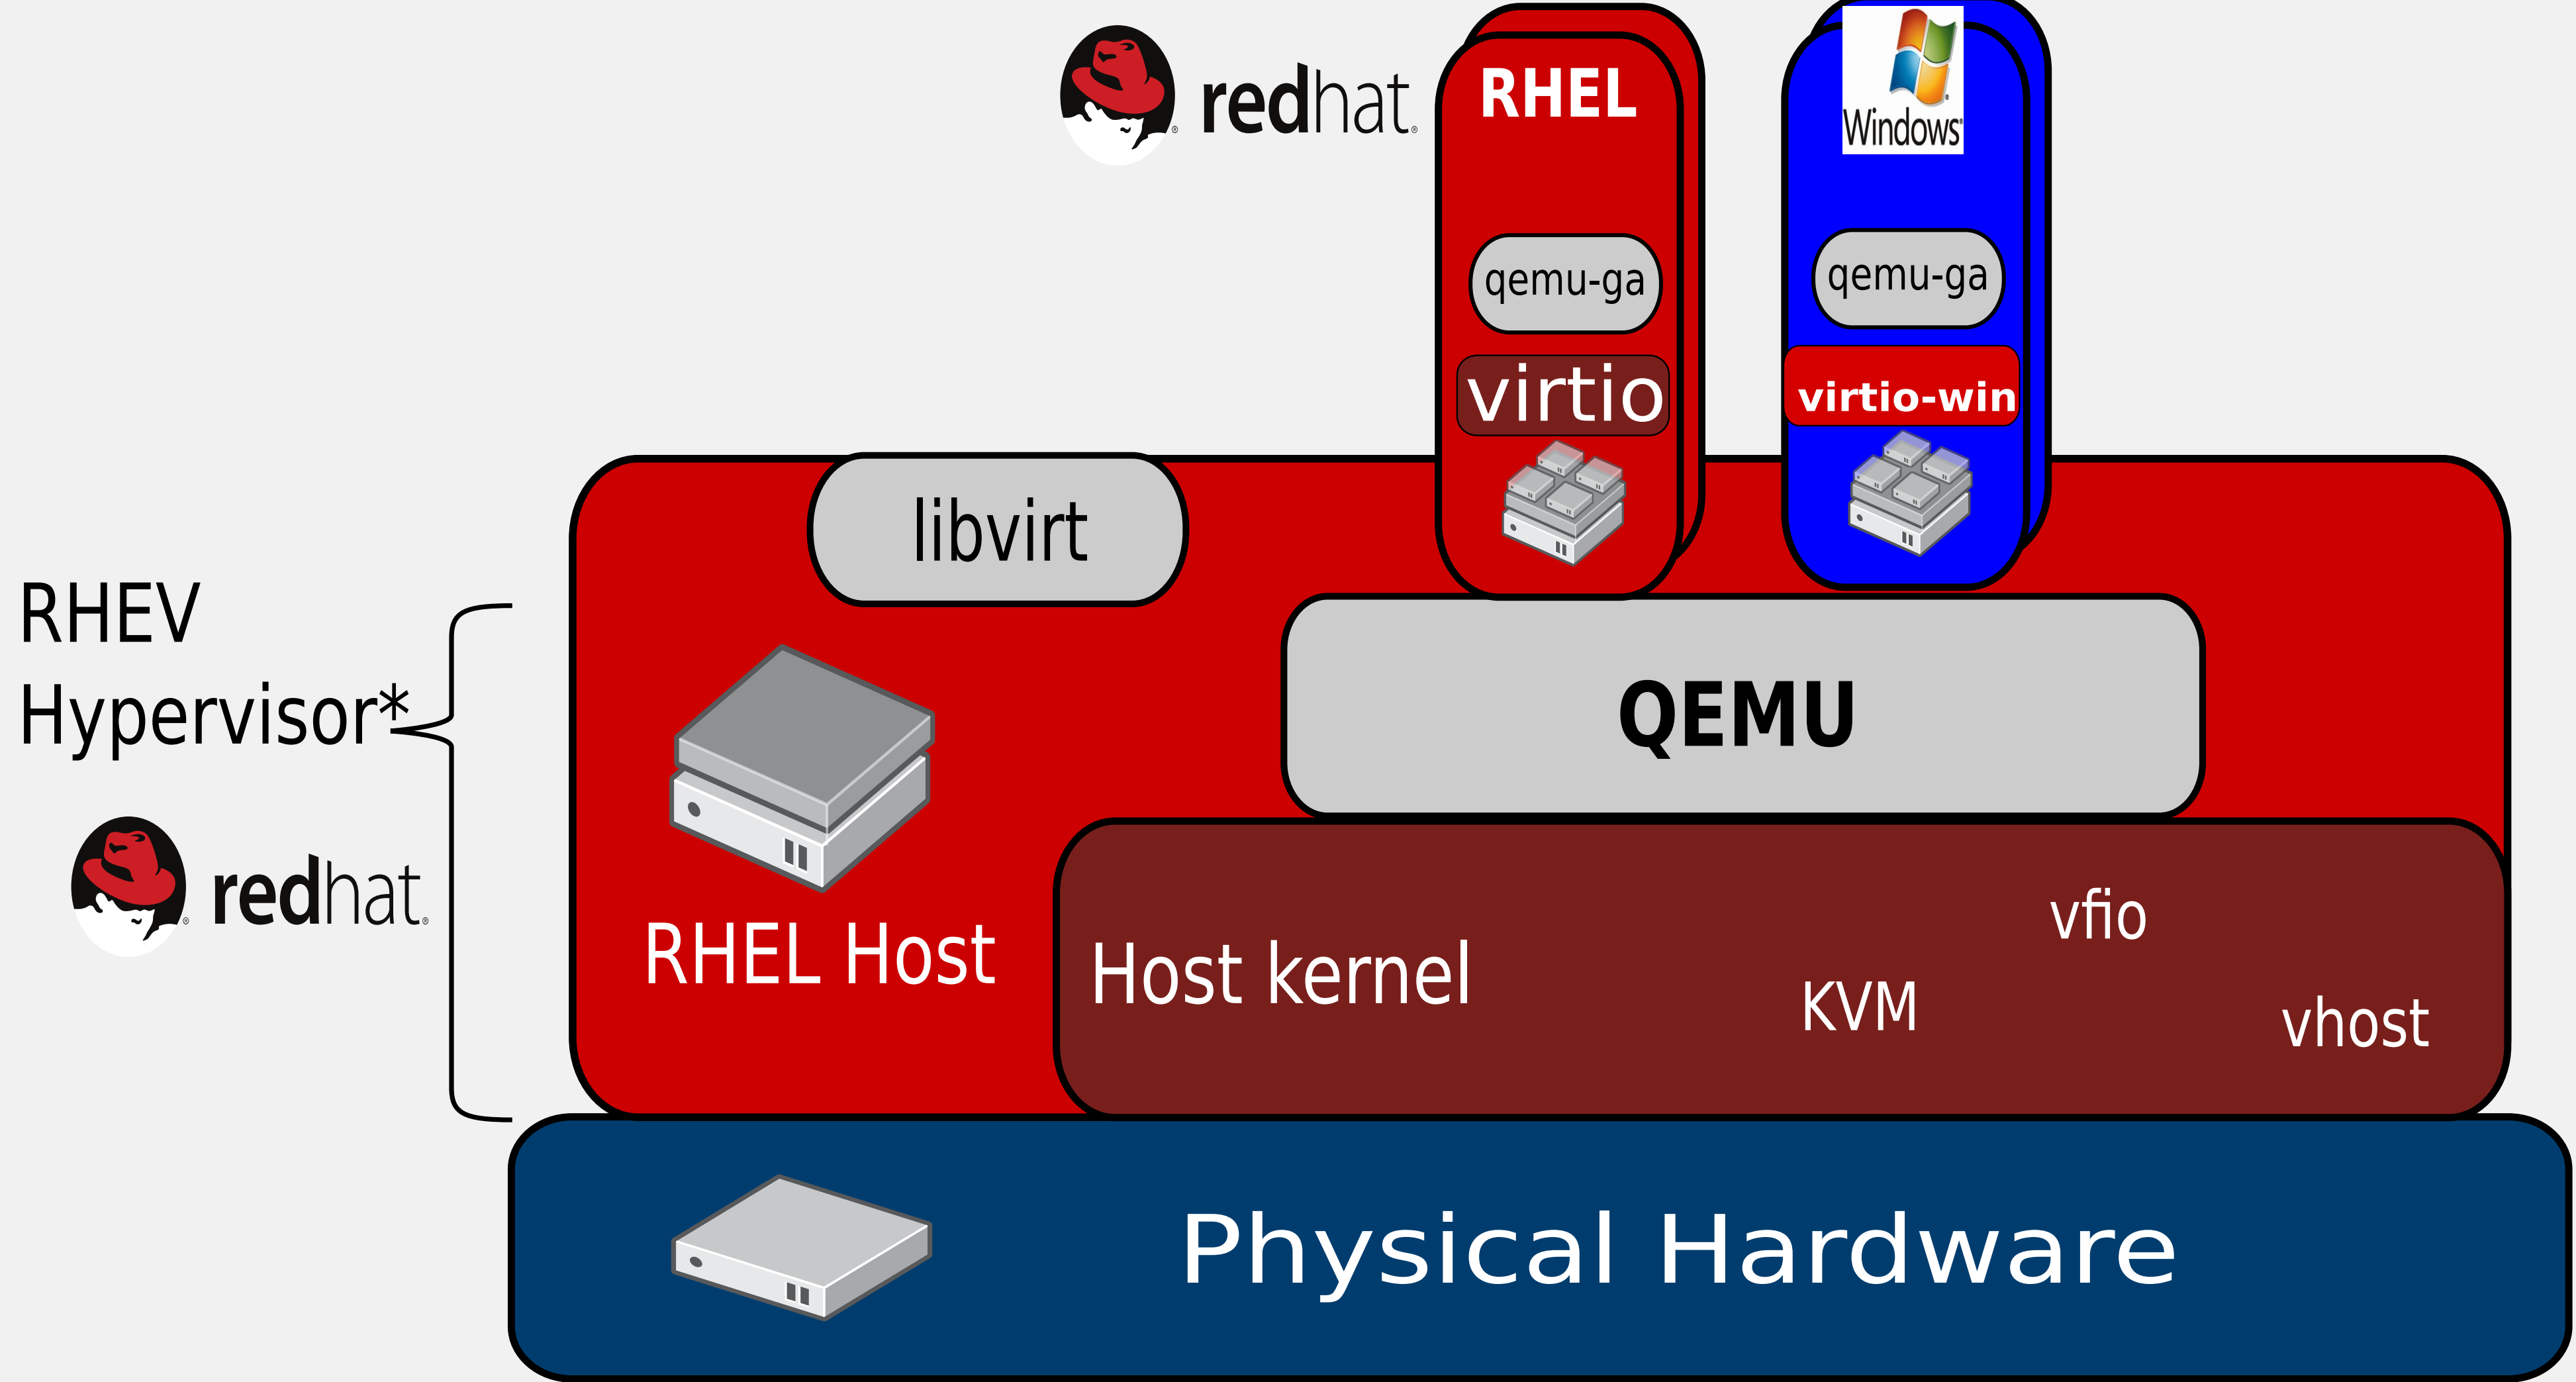 redhat®
RHEL
Windows®
qemu-ga
qemu-ga
virtio
virtio-win
libvirt
RHEV
Hypervisor*
QEMU
redhat®
RHEL Host
Host kernel
vfio
KVM
vhost
Physical Hardware